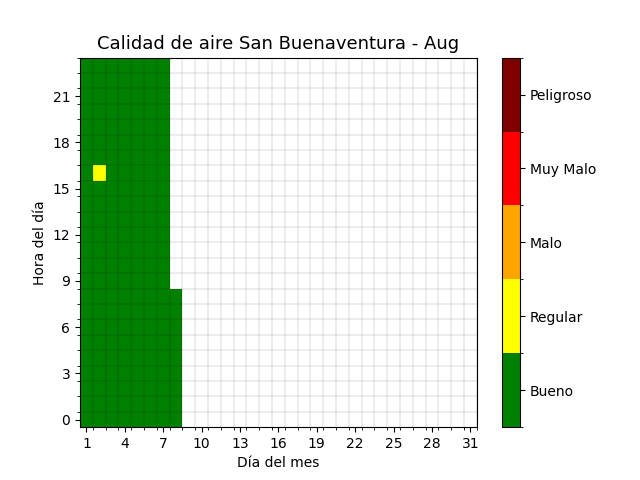 Calidad de aire San Buenaventura - Aug
Hora del día
21
18
15
12
9
6
3
0
1 4 7 10 13 16 19 22 25 28 31
Día del mes
Peligroso
Muy Malo
Malo
Regular
Bueno